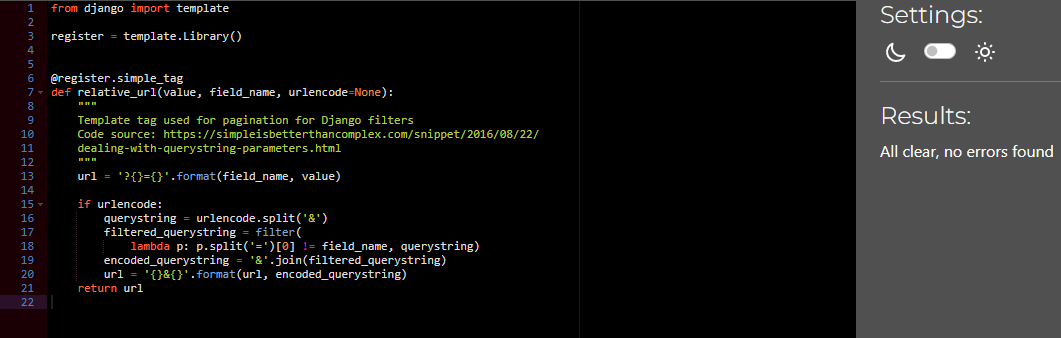 1 from django import template
2
3 register = template.Library()
4
5
6 @register.simple_tag
7 def relative_url(value, field_name, urlencode=None):
8     """
9     Template tag used for pagination for Django filters
10     Code source: https://simpleisbetterthancomplex.com/snippet/2016/08/22/
11     dealing-with-querystring-parameters.html
12     """
13     url = '?{}={}'.format(field_name, value)
14
15     if urlencode:
16         querystring = urlencode.split('&')
17         filtered_querystring = filter(
18             lambda p: p.split('=')[0] != field_name, querystring)
19         encoded_querystring = '&'.join(filtered_querystring)
20         url = '{}&{}'.format(url, encoded_querystring)
21     return url
22
Settings:
Results:
All clear, no errors found